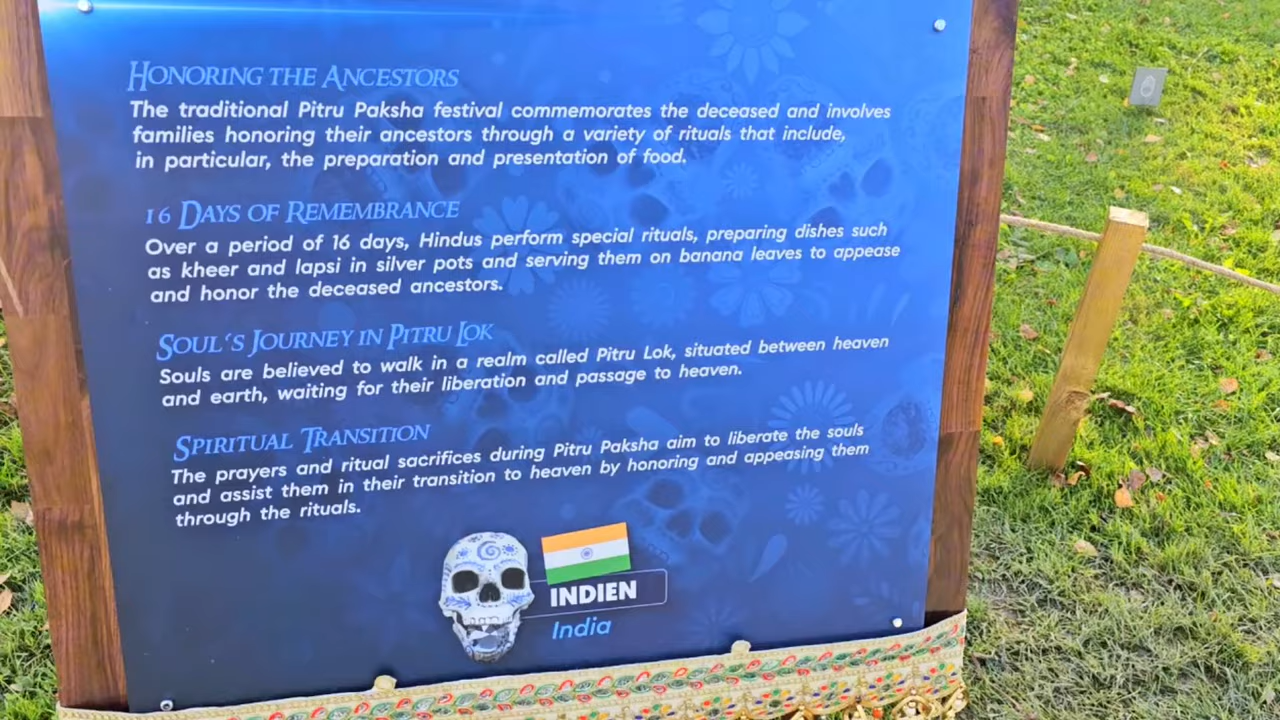 HONORING THE ANCESTORS
The traditional Pitru Paksha festival commemorates the deceased and involves
families honoring their ancestors through a variety of rituals that include,
in particular, the preparation and presentation of food.
16 DAYS OF REMEMBRANCE
Over a period of 16 days, Hindus perform special rituals, preparing dishes such
as kheer and lapsi in silver pots and serving them on banana leaves to appease
and honor the deceased ancestors.
SOUL'S JOURNEY IN PITRU LOK
Souls are believed to walk in a realm called Pitru Lok, situated between heaven
and earth, waiting for their liberation and passage to heaven.
SPIRITUAL TRANSITION
The prayers and ritual sacrifices during Pitru Paksha aim to liberate the souls
and assist them in their transition to heaven by honoring and appeasing them
through the rituals.
INDIEN
India